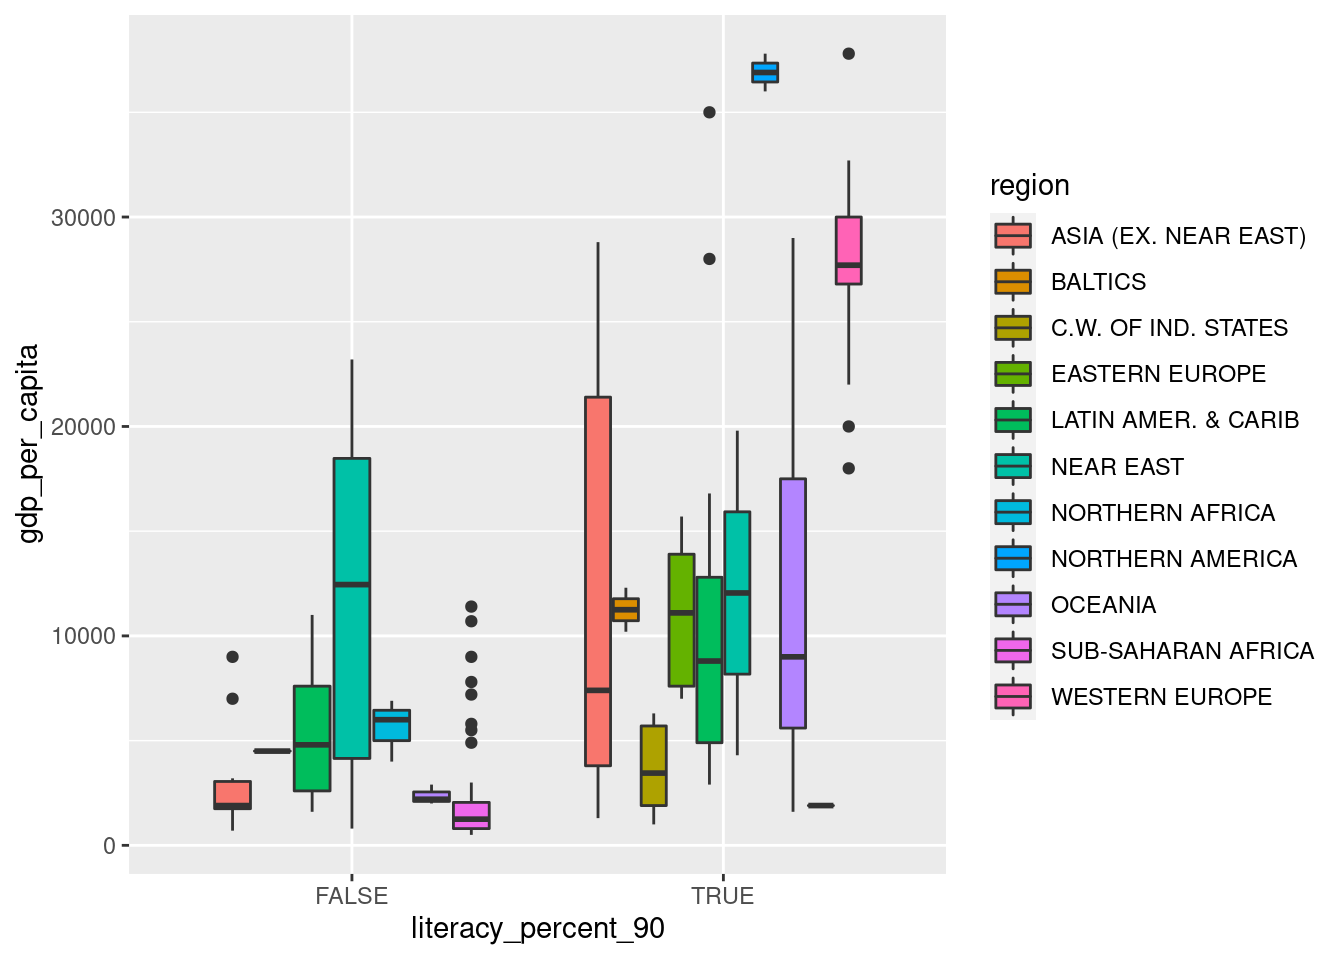 30000
20000
10000
0
gdp_per_capita
FALSE
TRUE
literacy_percent_90
region
ASIA (EX. NEAR EAST)
BALTICS
C.W. OF IND. STATES
EASTERN EUROPE
LATIN AMER. & CARIB
NEAR EAST
NORTHERN AFRICA
NORTHERN AMERICA
OCEANIA
SUB-SAHARAN AFRICA
WESTERN EUROPE